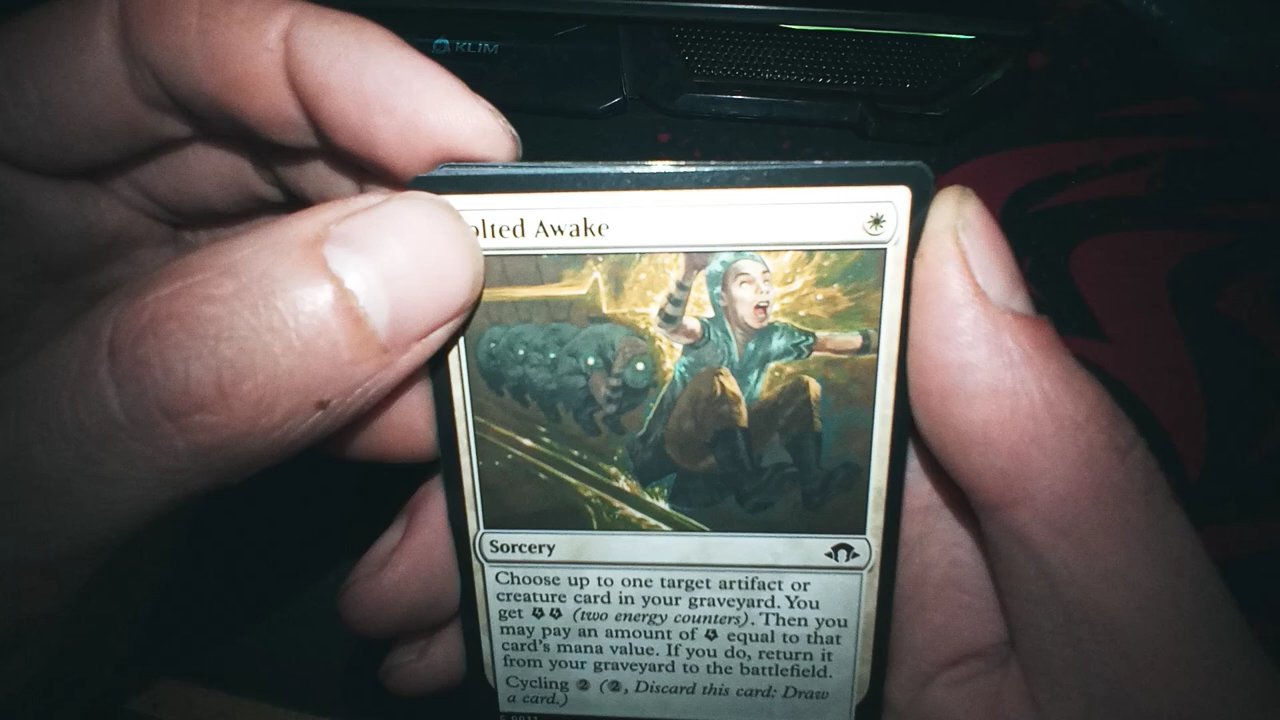 KLIM
olted Awake
Sorcery
Choose up to one target artifact or
creature card in your graveyard. You
get (two energy counters). Then you
may pay an amount of equal to that
card's mana value. If you do, return it
from your graveyard to the battlefield.
Cycling 2 (2, Discard this card: Draw
a card.)